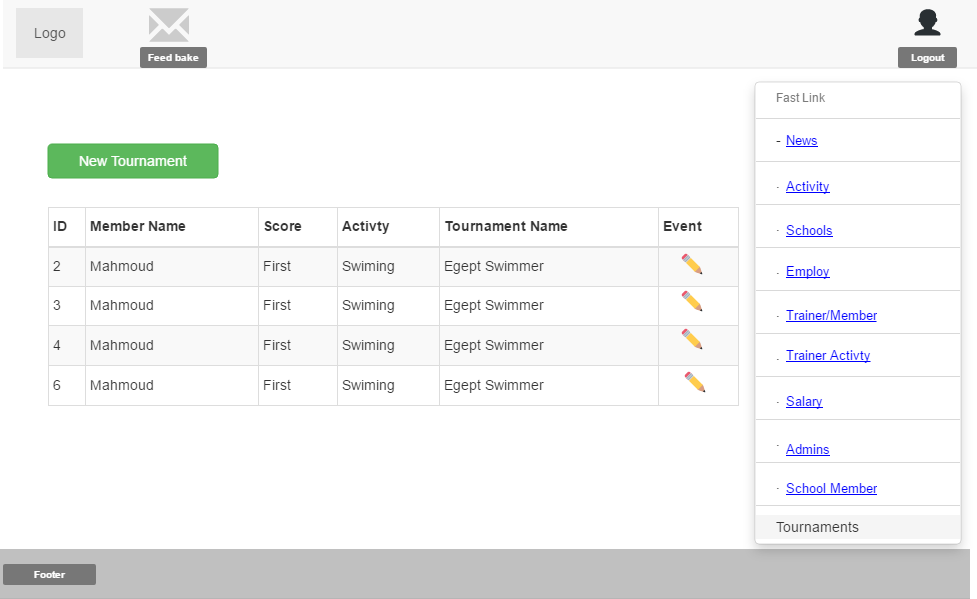 Logo
Feed bake
Logout
New Tournament
ID Member Name Score Activty Tournament Name Event
2 Mahmoud First Swiming Egept Swimmer
3 Mahmoud First Swiming Egept Swimmer
4 Mahmoud First Swiming Egept Swimmer
6 Mahmoud First Swiming Egept Swimmer
Fast Link
- News
· Activity
· Schools
· Employ
· Trainer/Member
· Trainer Activty
· Salary
· Admins
· School Member
Tournaments
Footer